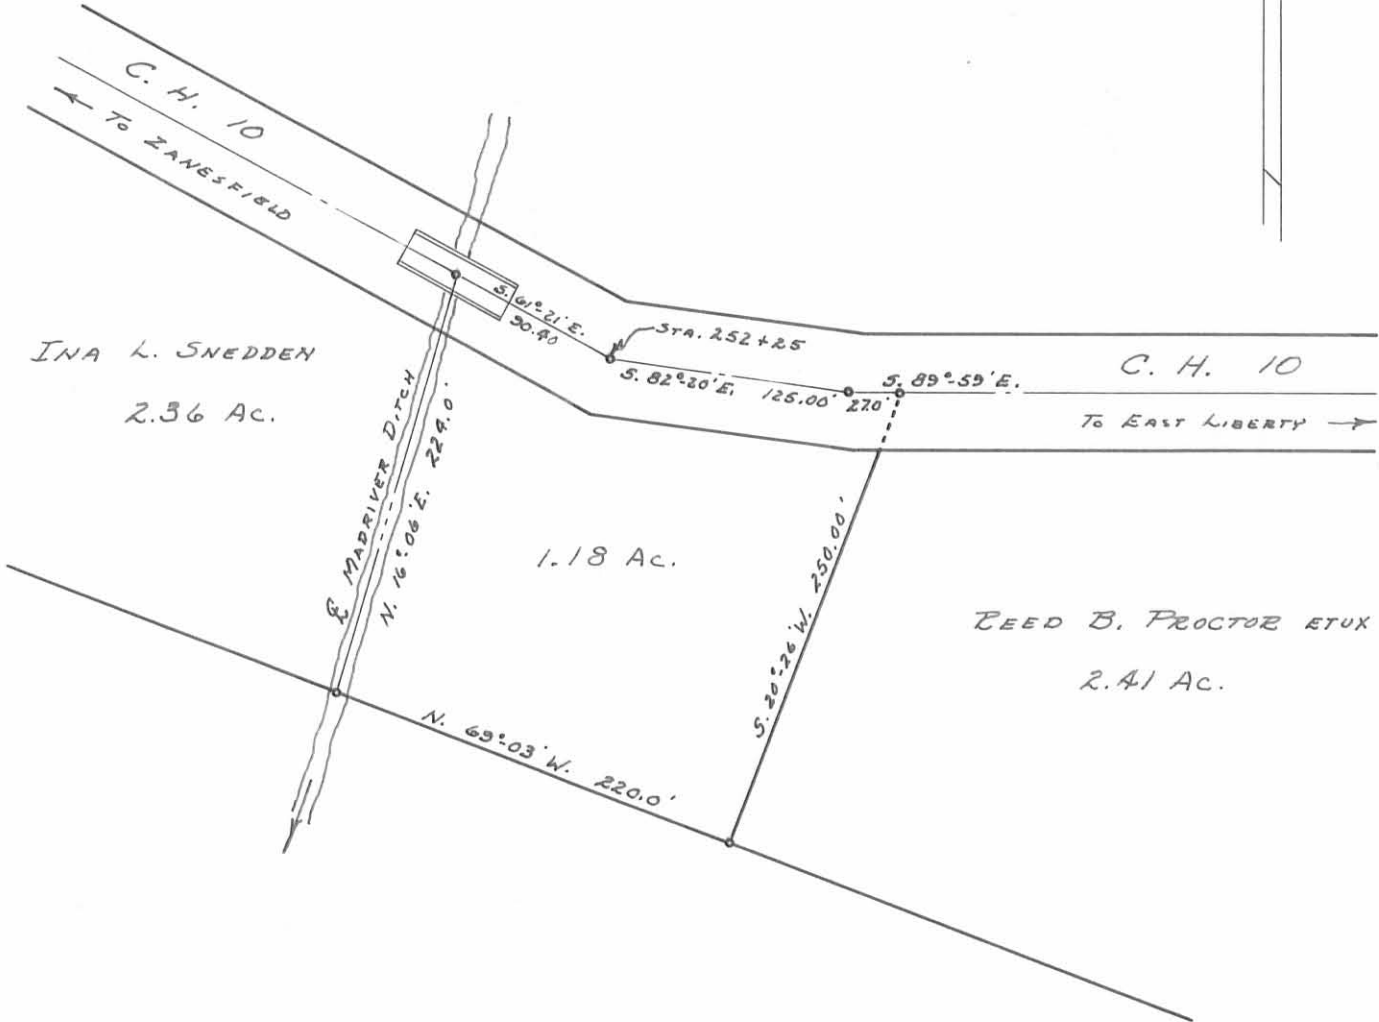 C. H. 10
To ZANESFIELD
S. 61°-21' E.
90.40
STA. 252+25
S. 82°-20' E. 125.00'
27.0'
S. 89°-59' E.
C. H. 10
To EAST LIBERTY
INA L. SNEDDEN
2.36 AC.
℄ MADRIVER DITCH
N. 16°-06' E. 224.0'
1.18 AC.
S. 20°-26' W. 250.00'
REED B. PROCTOR ETUX
2.41 AC.
N. 69°-03' W. 220.0'